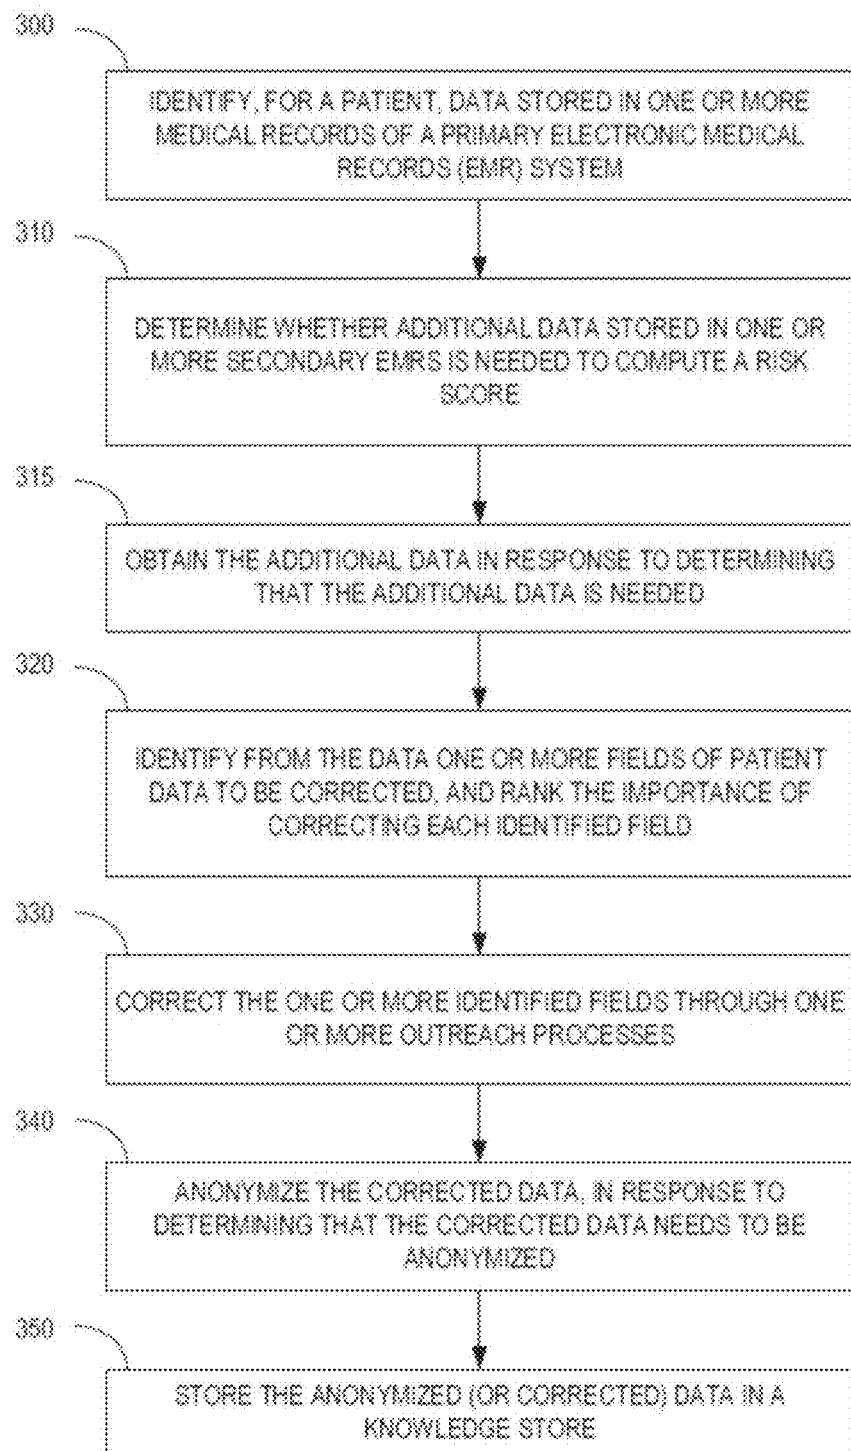 300
IDENTIFY, FOR A PATIENT, DATA STORED IN ONE OR MORE
MEDICAL RECORDS OF A PRIMARY ELECTRONIC MEDICAL
RECORDS (EMR) SYSTEM
310
DETERMINE WHETHER ADDITIONAL DATA STORED IN ONE OR
MORE SECONDARY EMRS IS NEEDED TO COMPUTE A RISK
SCORE
315
OBTAIN THE ADDITIONAL DATA IN RESPONSE TO DETERMINING
THAT THE ADDITIONAL DATA IS NEEDED
320
IDENTIFY FROM THE DATA ONE OR MORE FIELDS OF PATIENT
DATA TO BE CORRECTED, AND RANK THE IMPORTANCE OF
CORRECTING EACH IDENTIFIED FIELD
330
CORRECT THE ONE OR MORE IDENTIFIED FIELDS THROUGH ONE
OR MORE OUTREACH PROCESSES
340
ANONYMIZE THE CORRECTED DATA, IN RESPONSE TO
DETERMINING THAT THE CORRECTED DATA NEEDS TO BE
ANONYMIZED
350
STORE THE ANONYMIZED (OR CORRECTED) DATA IN A
KNOWLEDGE STORE